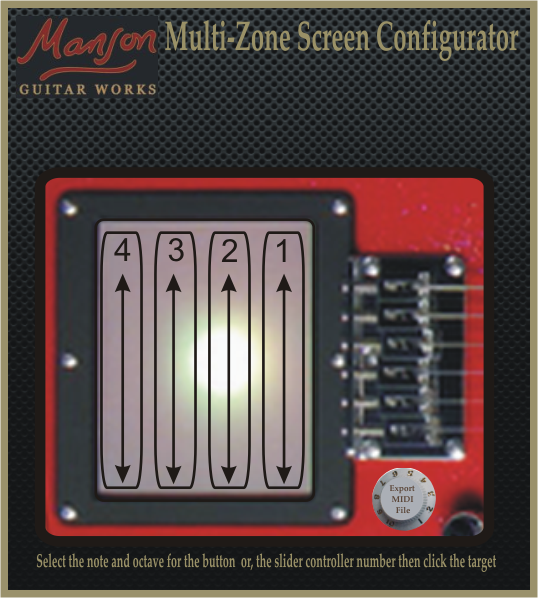 Manson
GUITAR WORKS
Multi-Zone Screen Configurator
4 3 2 1
Export
MIDI
File
Select the note and octave for the button or, the slider controller number then click the target